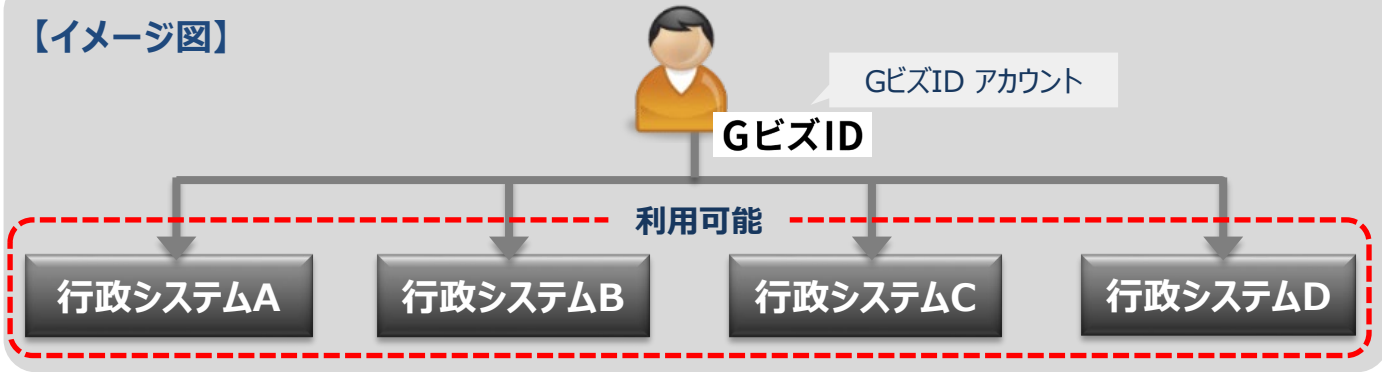 【イメージ図】
GビズID アカウント
GビズID
利用可能
行政システムA
行政システムB
行政システムC
行政システムD